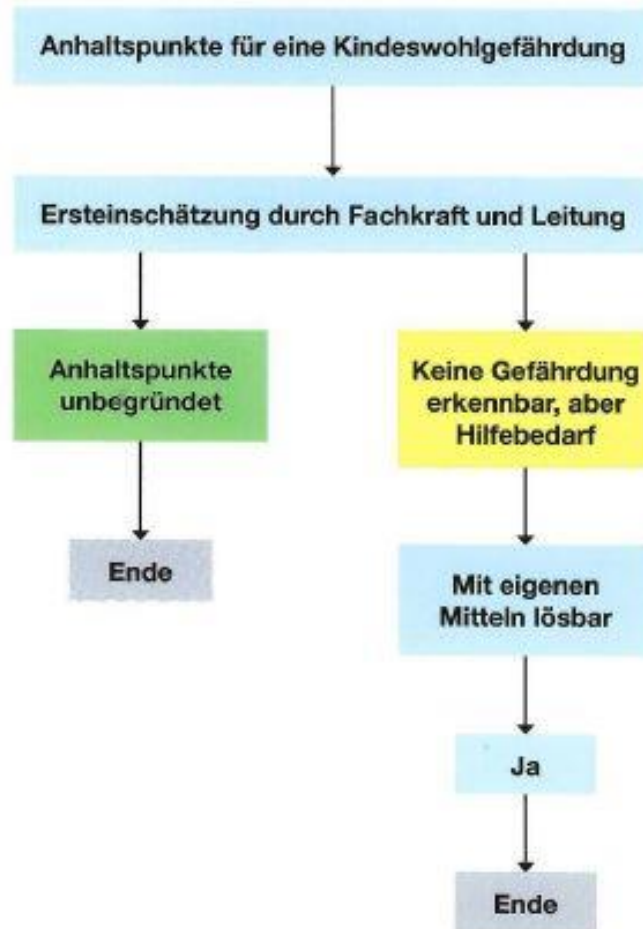 Anhaltspunkte für eine Kindeswohlgefährdung
Ersteinschätzung durch Fachkraft und Leitung
Anhaltspunkte
unbegründet
Ende
Keine Gefährdung
erkennbar, aber
Hilfebedarf
Mit eigenen
Mitteln lösbar
Ja
Ende